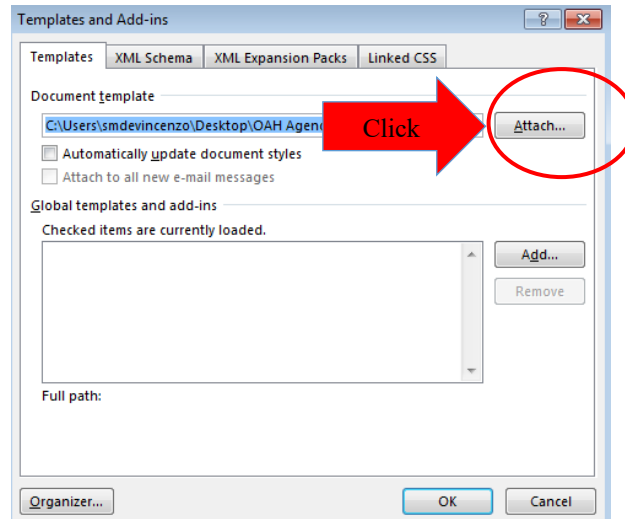 Templates and Add-ins
Templates XML Schema XML Expansion Packs Linked CSS
Document template
C:\Users\smdevincenzo\Desktop\OAH Agen Click Attach...
Automatically update document styles
Attach to all new e-mail messages
Global templates and add-ins
Checked items are currently loaded.
Add...
Remove
Full path:
Organizer... OK Cancel